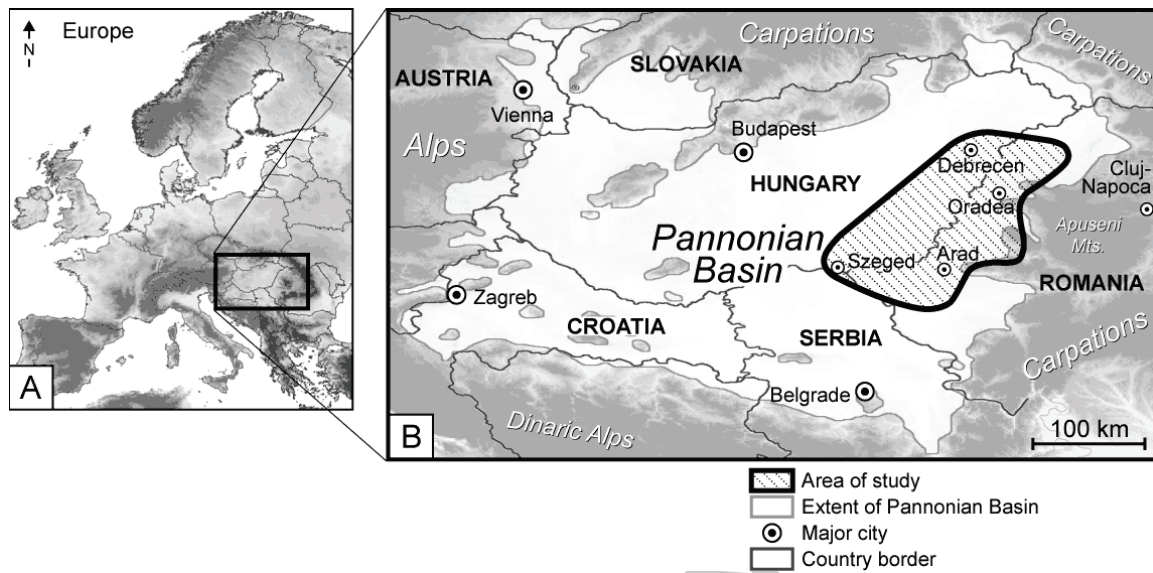 N
Europe
A
Carpations
Carpations
AUSTRIA
SLOVAKIA
Vienna
Budapest
Alps
Debrecen
Cluj-
Napoca
HUNGARY
Oradea
Apuseni
Mts.
Pannonian
Basin
Szeged
Arad
ROMANIA
Zagreb
CROATIA
SERBIA
Carpations
Belgrade
Dinaric Alps
B
100 km
Area of study
Extent of Pannonian Basin
Major city
Country border